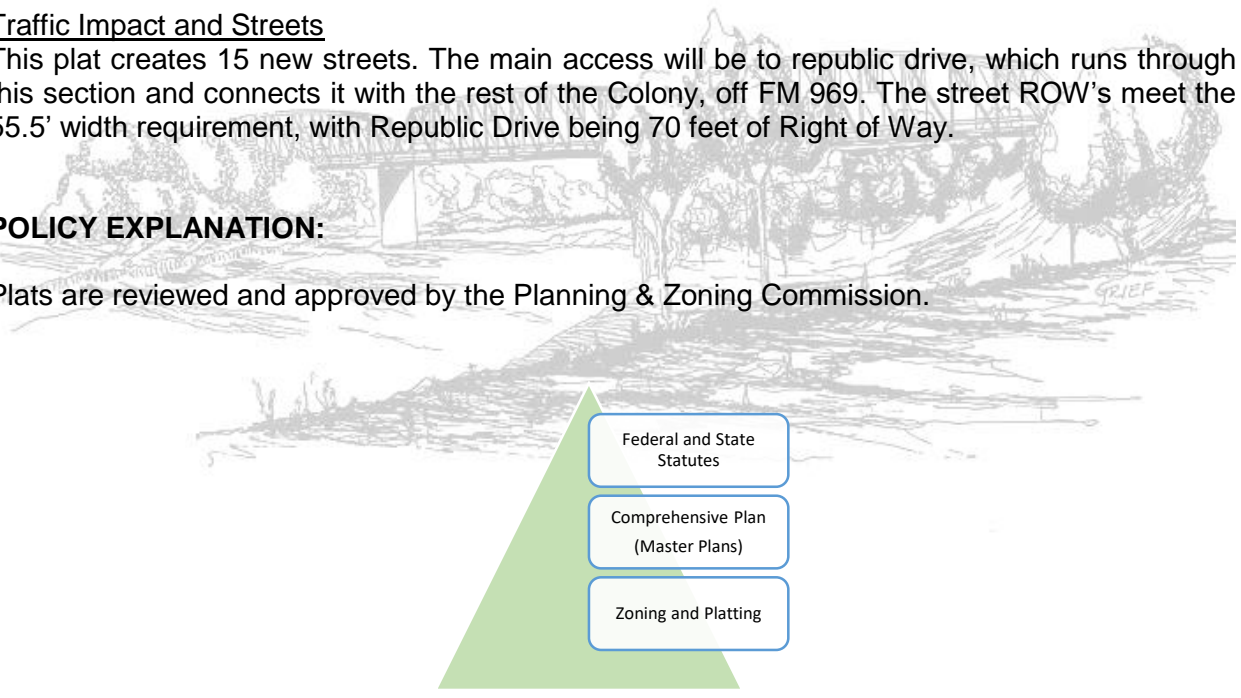 Traffic Impact and Streets
This plat creates 15 new streets. The main access will be to republic drive, which runs through
this section and connects it with the rest of the Colony, off FM 969. The street ROW's meet the
55.5' width requirement, with Republic Drive being 70 feet of Right of Way.
POLICY EXPLANATION:
Plats are reviewed and approved by the Planning & Zoning Commission.
GRIEF
Federal and State
Statutes
Comprehensive Plan
(Master Plans)
Zoning and Platting